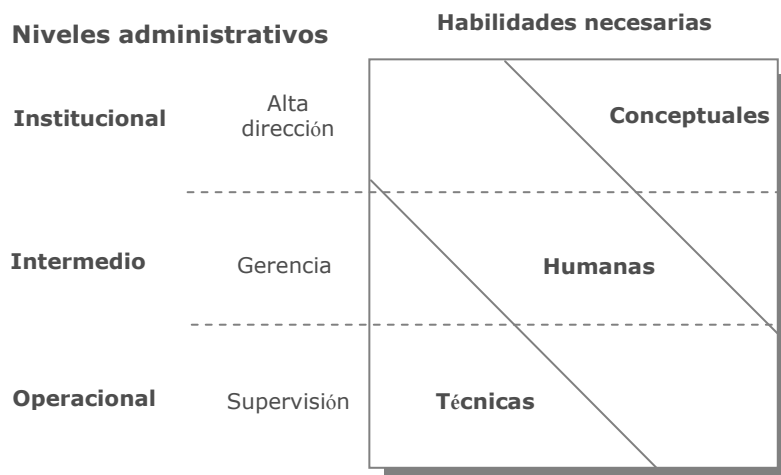 Niveles administrativos
Habilidades necesarias
Institucional
Alta
dirección
Conceptuales
Intermedio
Gerencia
Humanas
Operacional
Supervisión
Técnicas